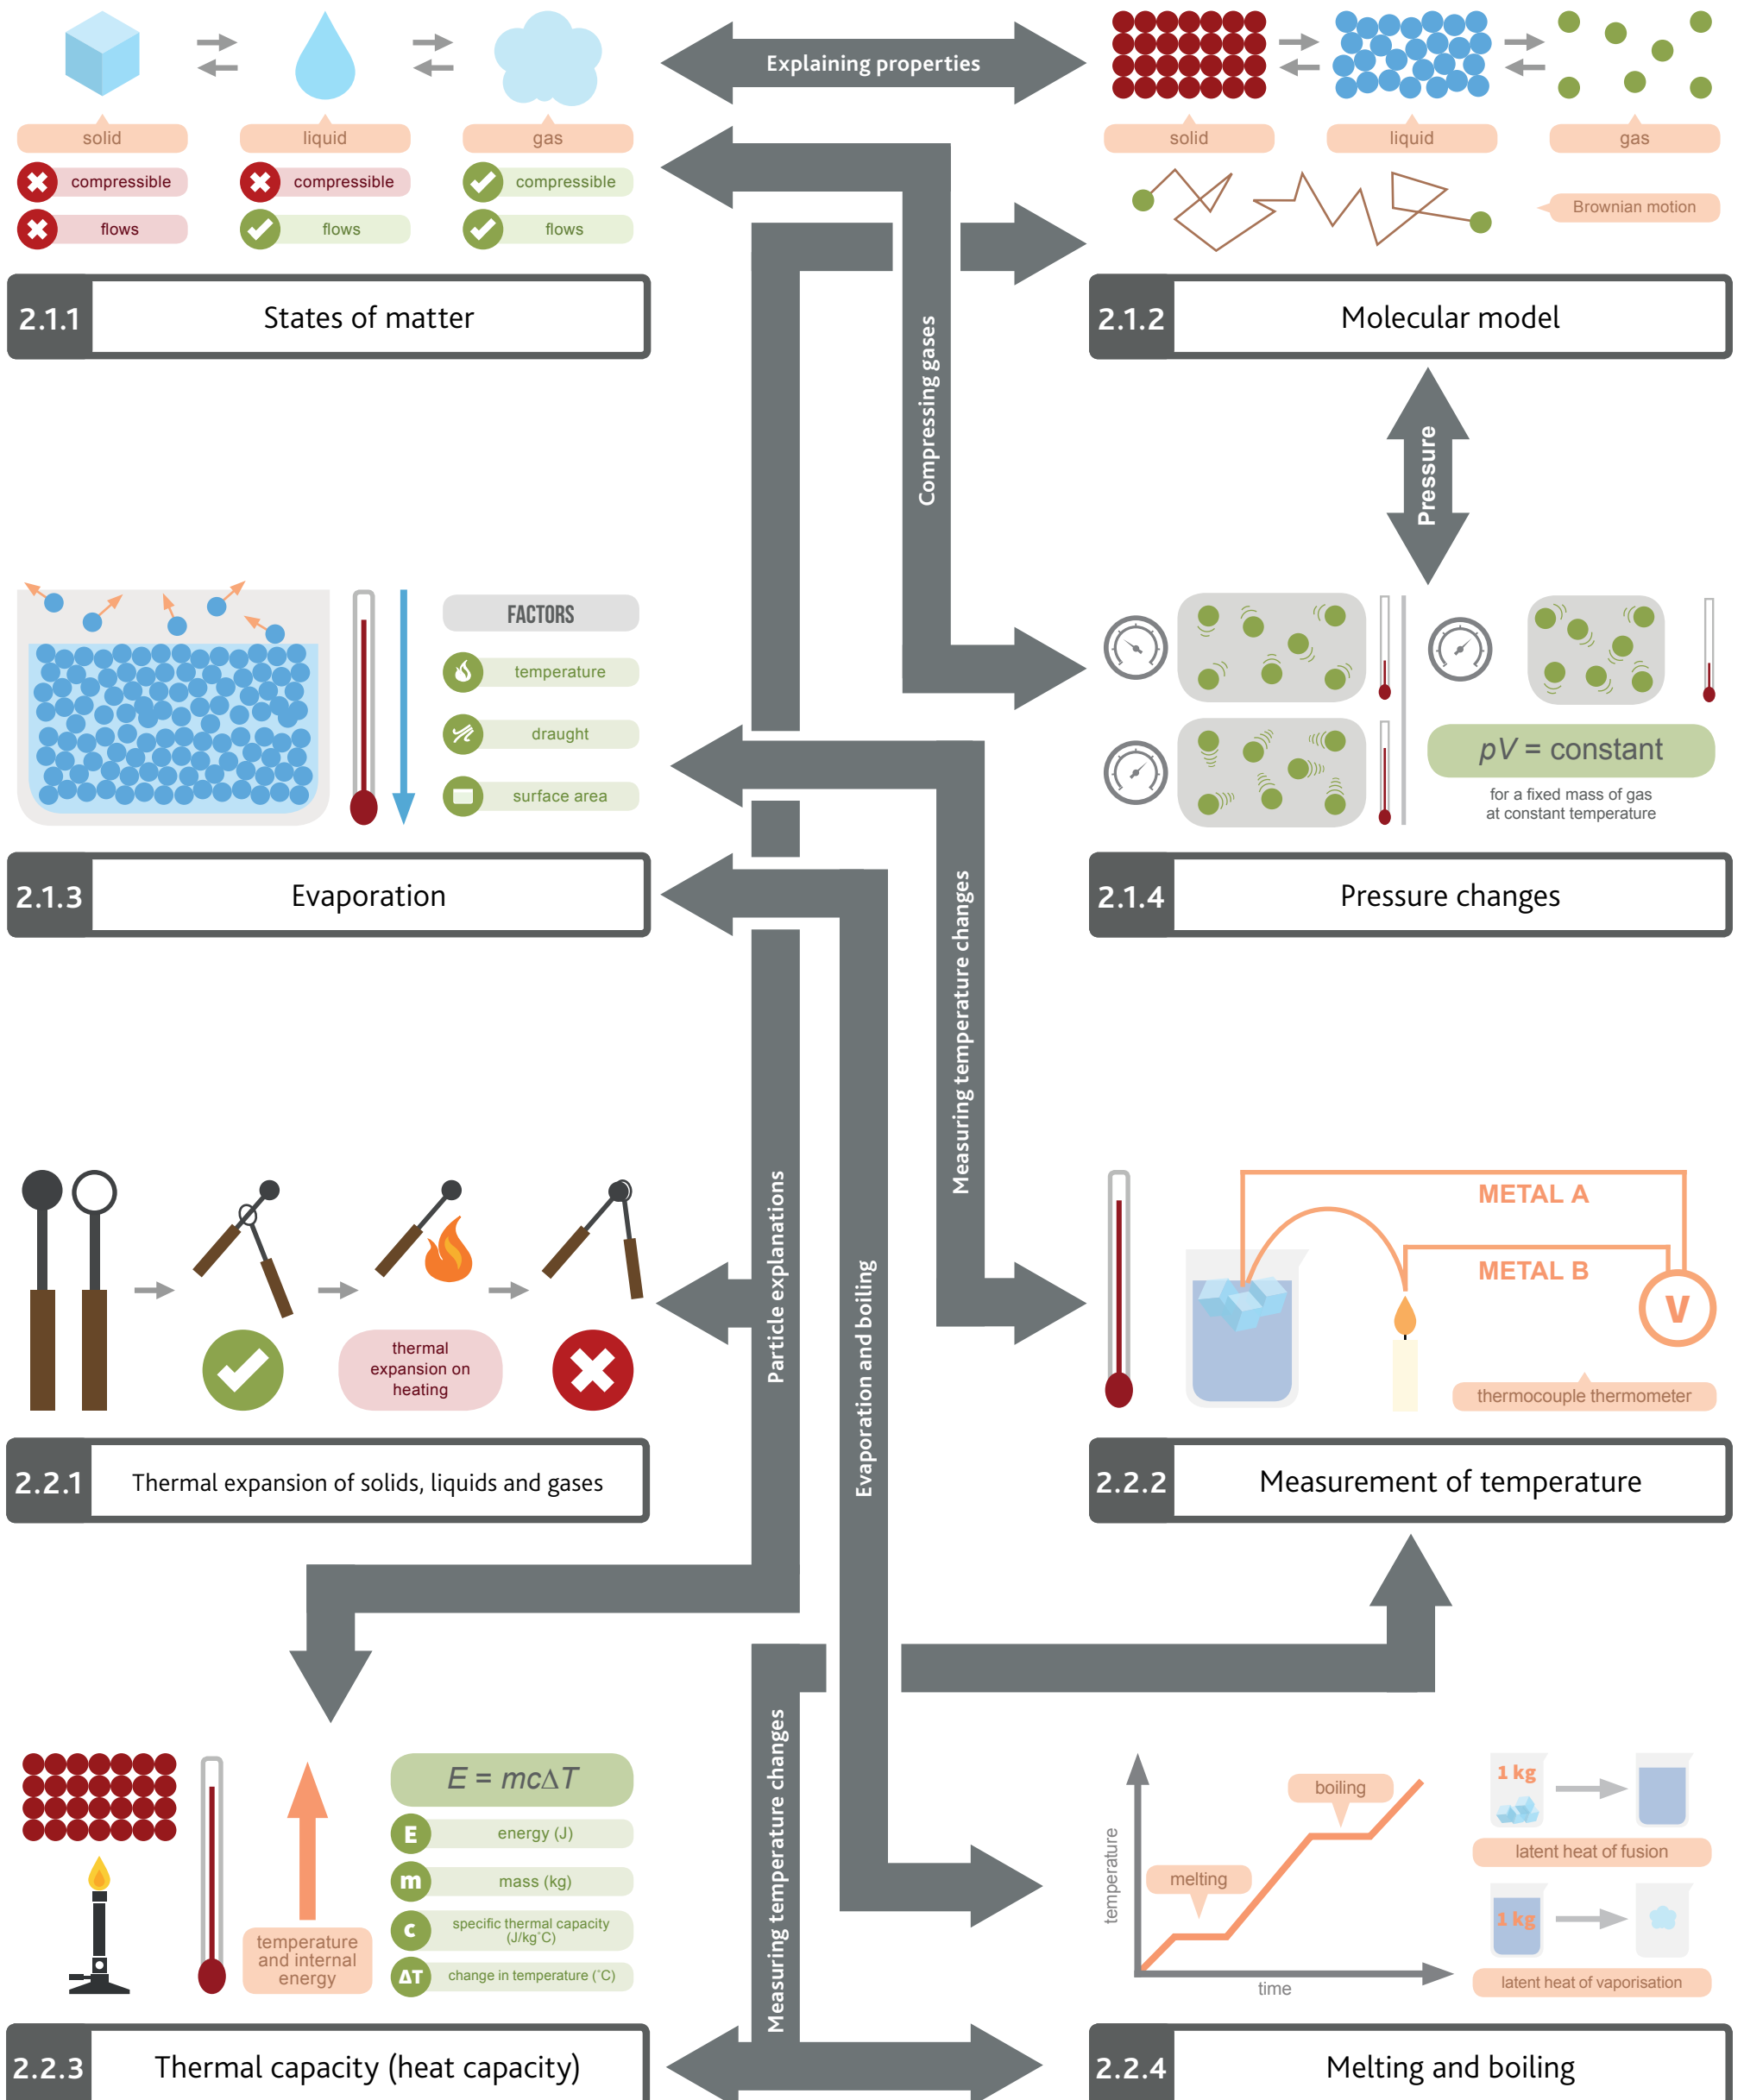 Explaining properties
solid
liquid
gas
compressible
compressible
compressible
flows
flows
flows
2.1.1
States of matter
solid
liquid
gas
Brownian motion
2.1.2
Molecular model
Compressing gases
Pressure
FACTORS
temperature
draught
surface area
2.1.3
Evaporation
pV = constant
for a fixed mass of gas
at constant temperature
2.1.4
Pressure changes
Measuring temperature changes
Particle explanations
Evaporation and boiling
thermal
expansion on
heating
2.2.1
Thermal expansion of solids, liquids and gases
METAL A
METAL B
V
thermocouple thermometer
2.2.2
Measurement of temperature
Measuring temperature changes
temperature
and internal
energy
E = mcΔT
E
energy (J)
m
mass (kg)
c
specific thermal capacity
(J/kg˚C)
ΔT
change in temperature (˚C)
2.2.3
Thermal capacity (heat capacity)
temperature
melting
boiling
time
1 kg
latent heat of fusion
1 kg
latent heat of vaporisation
2.2.4
Melting and boiling